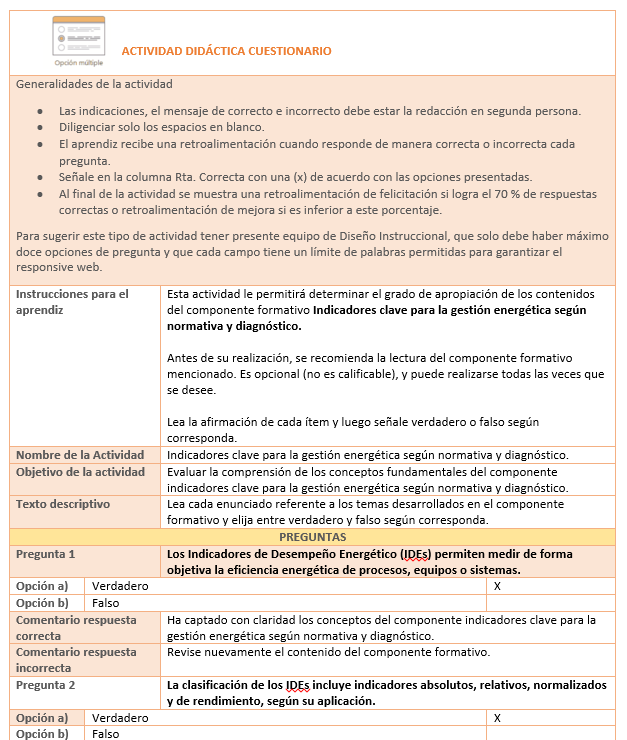 Opción múltiple
ACTIVIDAD DIDÁCTICA CUESTIONARIO
Generalidades de la actividad
● Las indicaciones, el mensaje de correcto e incorrecto debe estar la redacción en segunda persona.
● Diligenciar solo los espacios en blanco.
● El aprendiz recibe una retroalimentación cuando responde de manera correcta o incorrecta cada
pregunta.
● Señale en la columna Rta. Correcta con una (x) de acuerdo con las opciones presentadas.
● Al final de la actividad se muestra una retroalimentación de felicitación si logra el 70 % de respuestas
correctas o retroalimentación de mejora si es inferior a este porcentaje.
Para sugerir este tipo de actividad tener presente equipo de Diseño Instruccional, que solo debe haber máximo
doce opciones de pregunta y que cada campo tiene un límite de palabras permitidas para garantizar el
responsive web.
Instrucciones para el
aprendiz
Esta actividad le permitirá determinar el grado de apropiación de los contenidos
del componente formativo Indicadores clave para la gestión energética según
normativa y diagnóstico.
Antes de su realización, se recomienda la lectura del componente formativo
mencionado. Es opcional (no es calificable), y puede realizarse todas las veces que
se desee.
Lea la afirmación de cada ítem y luego señale verdadero o falso según
corresponda.
Nombre de la Actividad
Indicadores clave para la gestión energética según normativa y diagnóstico.
Objetivo de la actividad
Evaluar la comprensión de los conceptos fundamentales del componente
indicadores clave para la gestión energética según normativa y diagnóstico.
Texto descriptivo
Lea cada enunciado referente a los temas desarrollados en el componente
formativo y elija entre verdadero y falso según corresponda.
PREGUNTAS
Pregunta 1
Los Indicadores de Desempeño Energético (IDEs) permiten medir de forma
objetiva la eficiencia energética de procesos, equipos o sistemas.
Opción a) Verdadero X
Opción b) Falso
Comentario respuesta
correcta
Ha captado con claridad los conceptos del componente indicadores clave para la
gestión energética según normativa y diagnóstico.
Comentario respuesta
incorrecta
Revise nuevamente el contenido del componente formativo.
Pregunta 2
La clasificación de los IDEs incluye indicadores absolutos, relativos, normalizados
y de rendimiento, según su aplicación.
Opción a) Verdadero X
Opción b) Falso